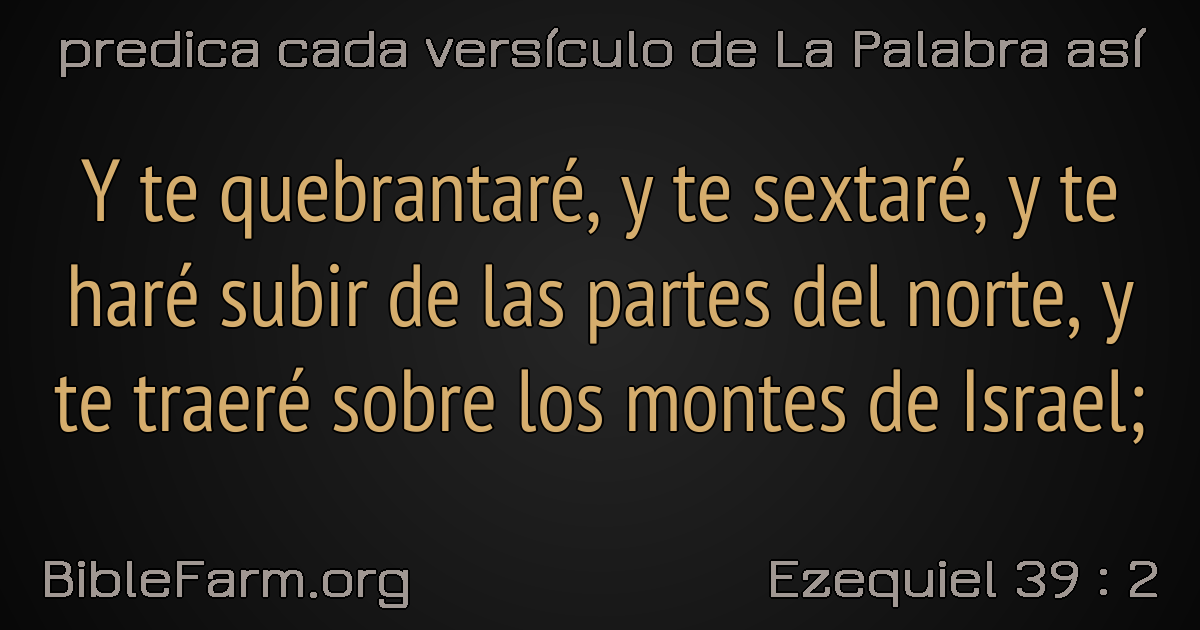 predica cada versículo de La Palabra así
Y te quebrantaré, y te sextaré, y te
haré subir de las partes del norte, y
te traeré sobre los montes de Israel;
BibleFarm.org
Ezequiel 39 : 2